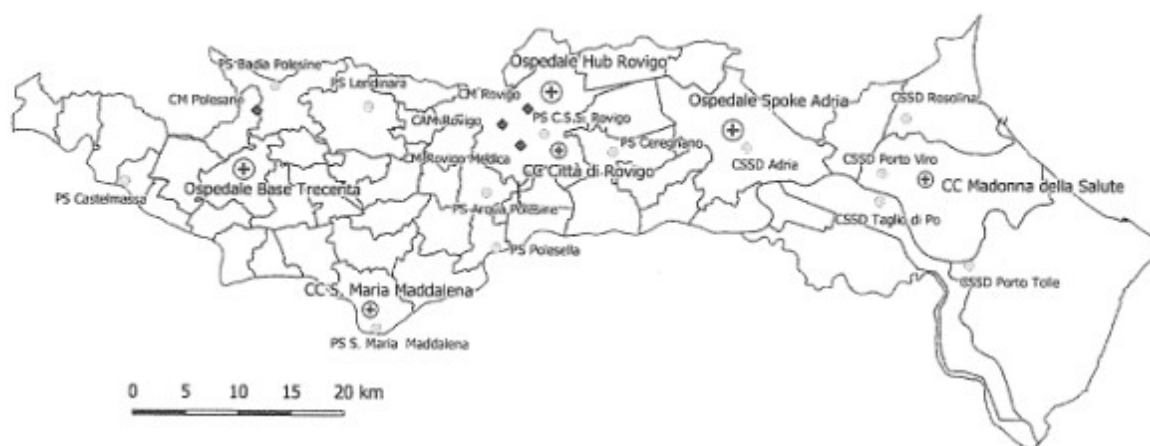 Ospedale Hub Rovigo
PS Badia Polesine
PS Lendinara
CM Polesane
CM Rovigo
CAM Rovigo
PS C.S.S. Rovigo
Ospedale Spoke Adria
CSSD Rosolina
CM Rovigo Medica
PS Ceregnano
CC Città di Rovigo
CSSD Adria
CSSD Porto Viro
CC Madonna della Salute
PS Castelmassa
Ospedale Base Trecenta
PS Arqua Polesine
CSSD Taglio di Po
PS Polesella
CSSD Porto Tolle
CC S. Maria Maddalena
PS S. Maria Maddalena
0 5 10 15 20 km